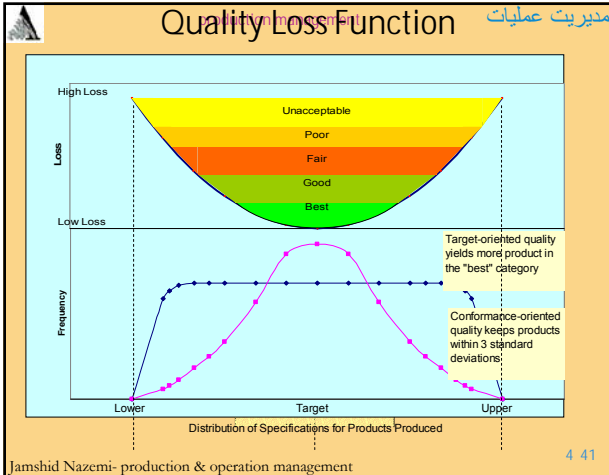 production management
Quality Loss Function
مدیریت عملیات
High Loss
Unacceptable
Poor
Fair
Good
Best
Loss
Low Loss
Target-oriented quality
yields more product in
the "best" category
Conformance-oriented
quality keeps products
within 3 standard
deviations
Frequency
Lower
Target
Upper
Distribution of Specifications for Products Produced
Jamshid Nazemi- production & operation management
4 41